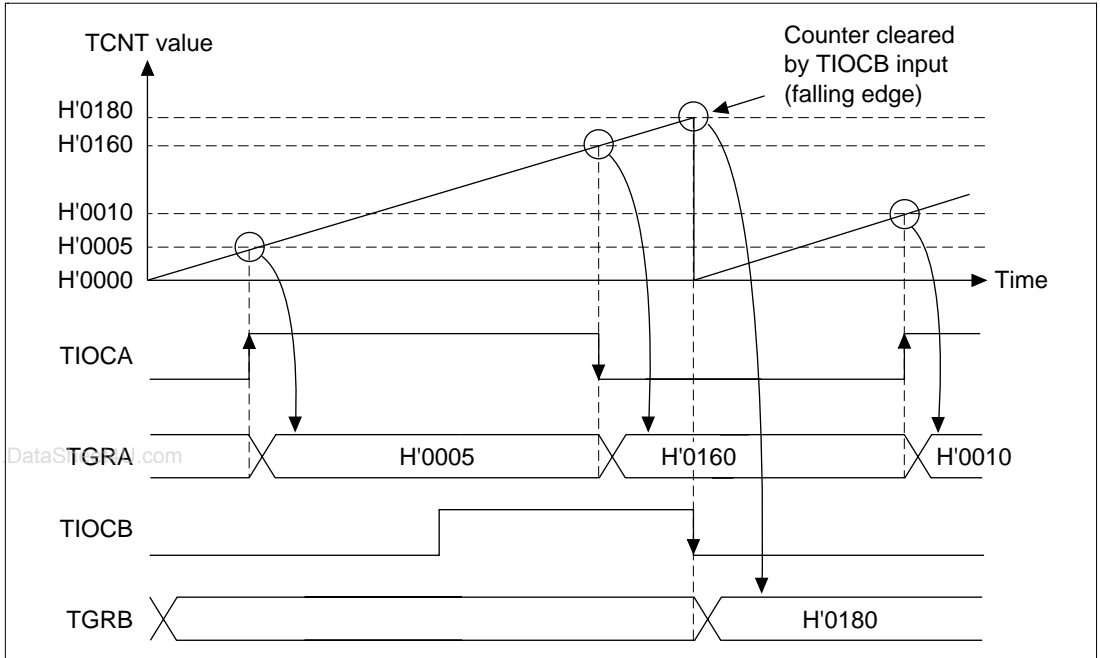 TCNT value
Counter cleared
by TIOCB input
(falling edge)
H'0180
H'0160
H'0010
H'0005
H'0000
Time
TIOCA
TGRA
H'0005
H'0160
H'0010
TIOCB
TGRB
H'0180